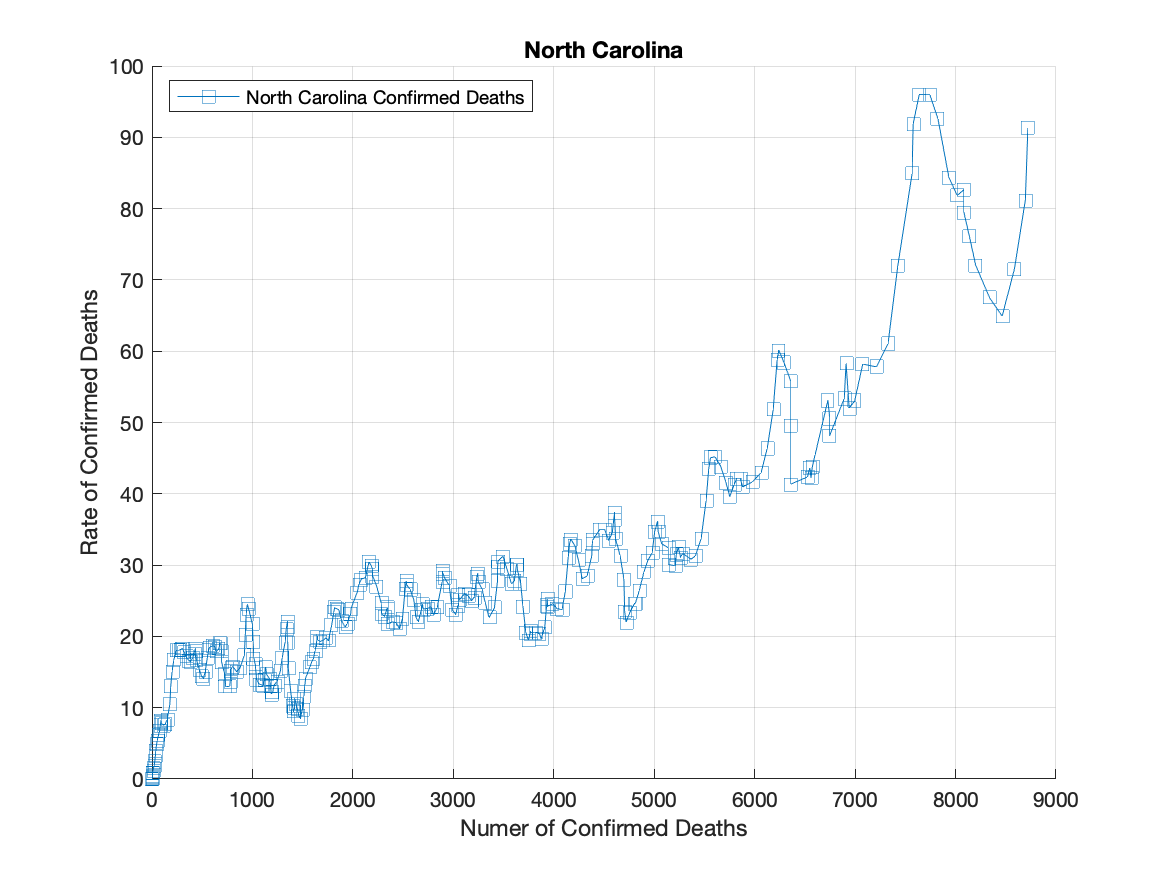 North Carolina
North Carolina Confirmed Deaths
Rate of Confirmed Deaths
100
90
80
70
60
50
40
30
20
10
0
0 1000 2000 3000 4000 5000 6000 7000 8000 9000
Numer of Confirmed Deaths